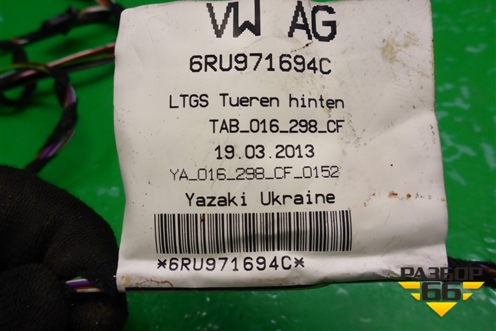 VW AG
6RU971694C
LTGS Tueren hinten
TAB_016_298_CF
19.03.2013
YA_016_298_CF_0152
Yazaki Ukraine
*6RU971694C*
РАЗБОР
66